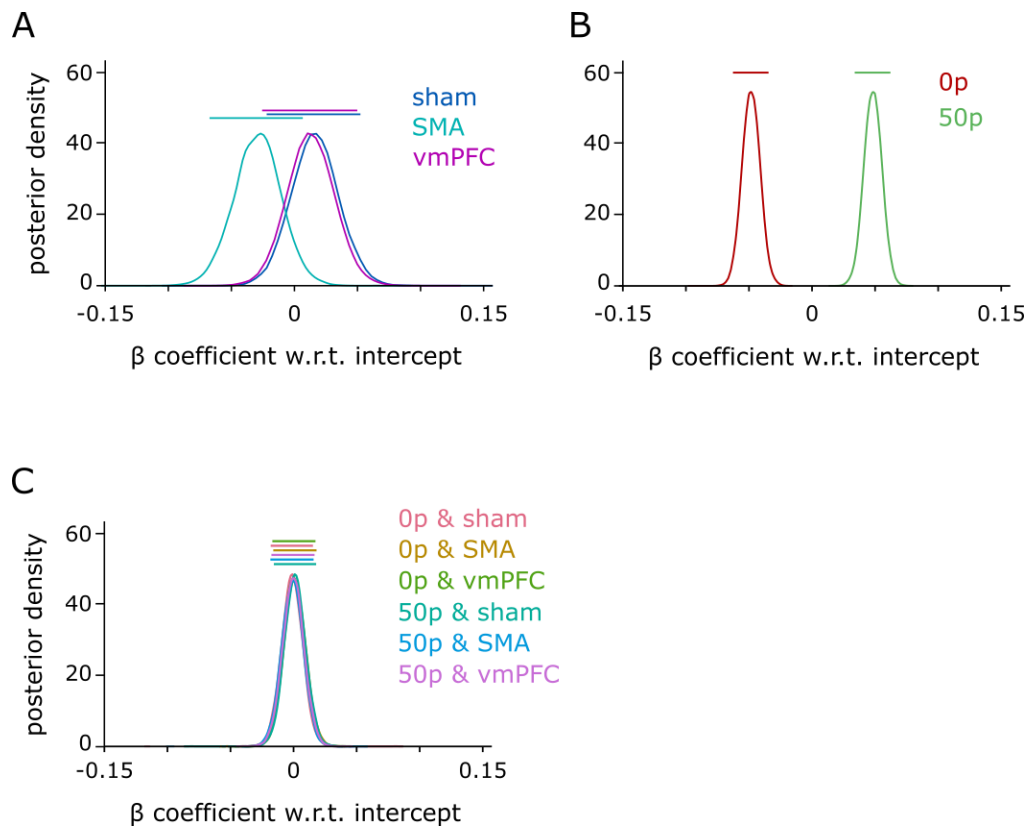 A
posterior density
60
40
20
0
-0.15
0
0.15
β coefficient w.r.t. intercept
sham
SMA
vmPFC
B
60
40
20
0
-0.15
0
0.15
β coefficient w.r.t. intercept
0p
50p
C
posterior density
60
40
20
0
-0.15
0
0.15
β coefficient w.r.t. intercept
0p & sham
0p & SMA
0p & vmPFC
50p & sham
50p & SMA
50p & vmPFC